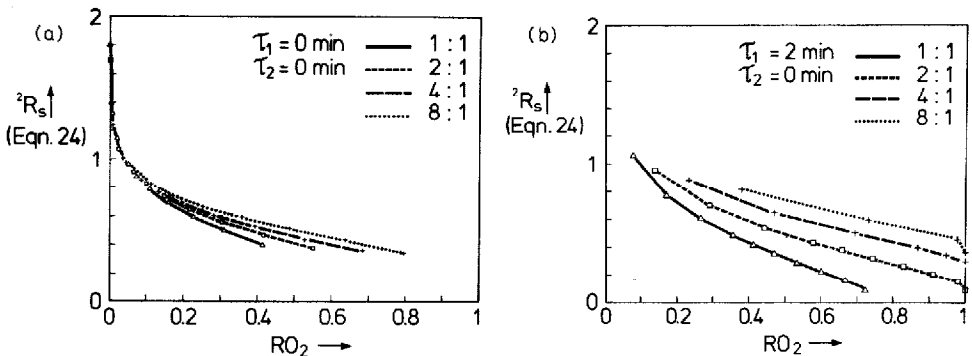 (a)
2
1
0
²Rₛ↑
(Eqn. 24)
τ₁ = 0 min
τ₂ = 0 min
1 : 1
2 : 1
4 : 1
8 : 1
0 0.2 0.4 0.6 0.8 1
RO₂ →
(b)
2
1
0
²Rₛ↑
(Eqn. 24)
τ₁ = 2 min
τ₂ = 0 min
1 : 1
2 : 1
4 : 1
8 : 1
0 0.2 0.4 0.6 0.8 1
RO₂ →